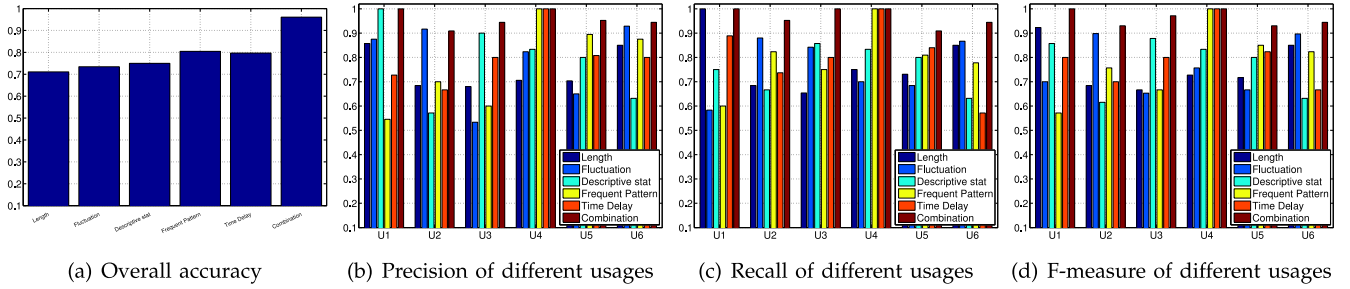 1
0.9
0.8
0.7
0.6
0.5
0.4
0.3
0.2
0.1
Length
Fluctuation
Descriptive stat
Frequent Pattern
Time Delay
Combination
(a) Overall accuracy
1
0.9
0.8
0.7
0.6
0.5
0.4
0.3
0.2
0.1
U1 U2 U3 U4 U5 U6
Length
Fluctuation
Descriptive stat
Frequent Pattern
Time Delay
Combination
(b) Precision of different usages
1
0.9
0.8
0.7
0.6
0.5
0.4
0.3
0.2
0.1
U1 U2 U3 U4 U5 U6
Length
Fluctuation
Descriptive stat
Frequent Pattern
Time Delay
Combination
(c) Recall of different usages
1
0.9
0.8
0.7
0.6
0.5
0.4
0.3
0.2
0.1
U1 U2 U3 U4 U5 U6
Length
Fluctuation
Descriptive stat
Frequent Pattern
Time Delay
Combination
(d) F-measure of different usages